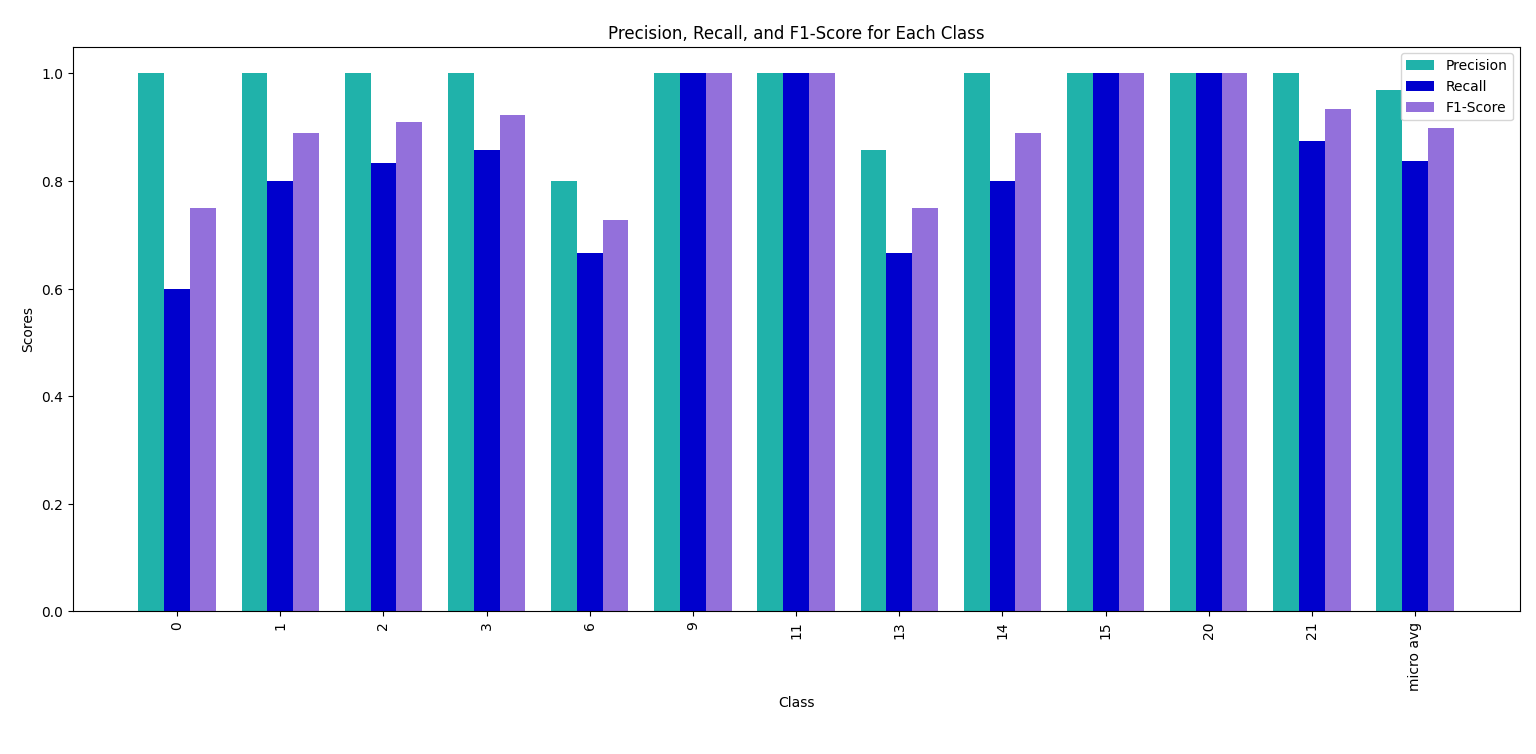 Precision, Recall, and F1-Score for Each Class
Precision
Recall
F1-Score
1.0
0.8
0.6
0.4
0.2
0.0
Scores
0
1
2
3
6
9
11
13
14
15
20
21
micro avg
Class